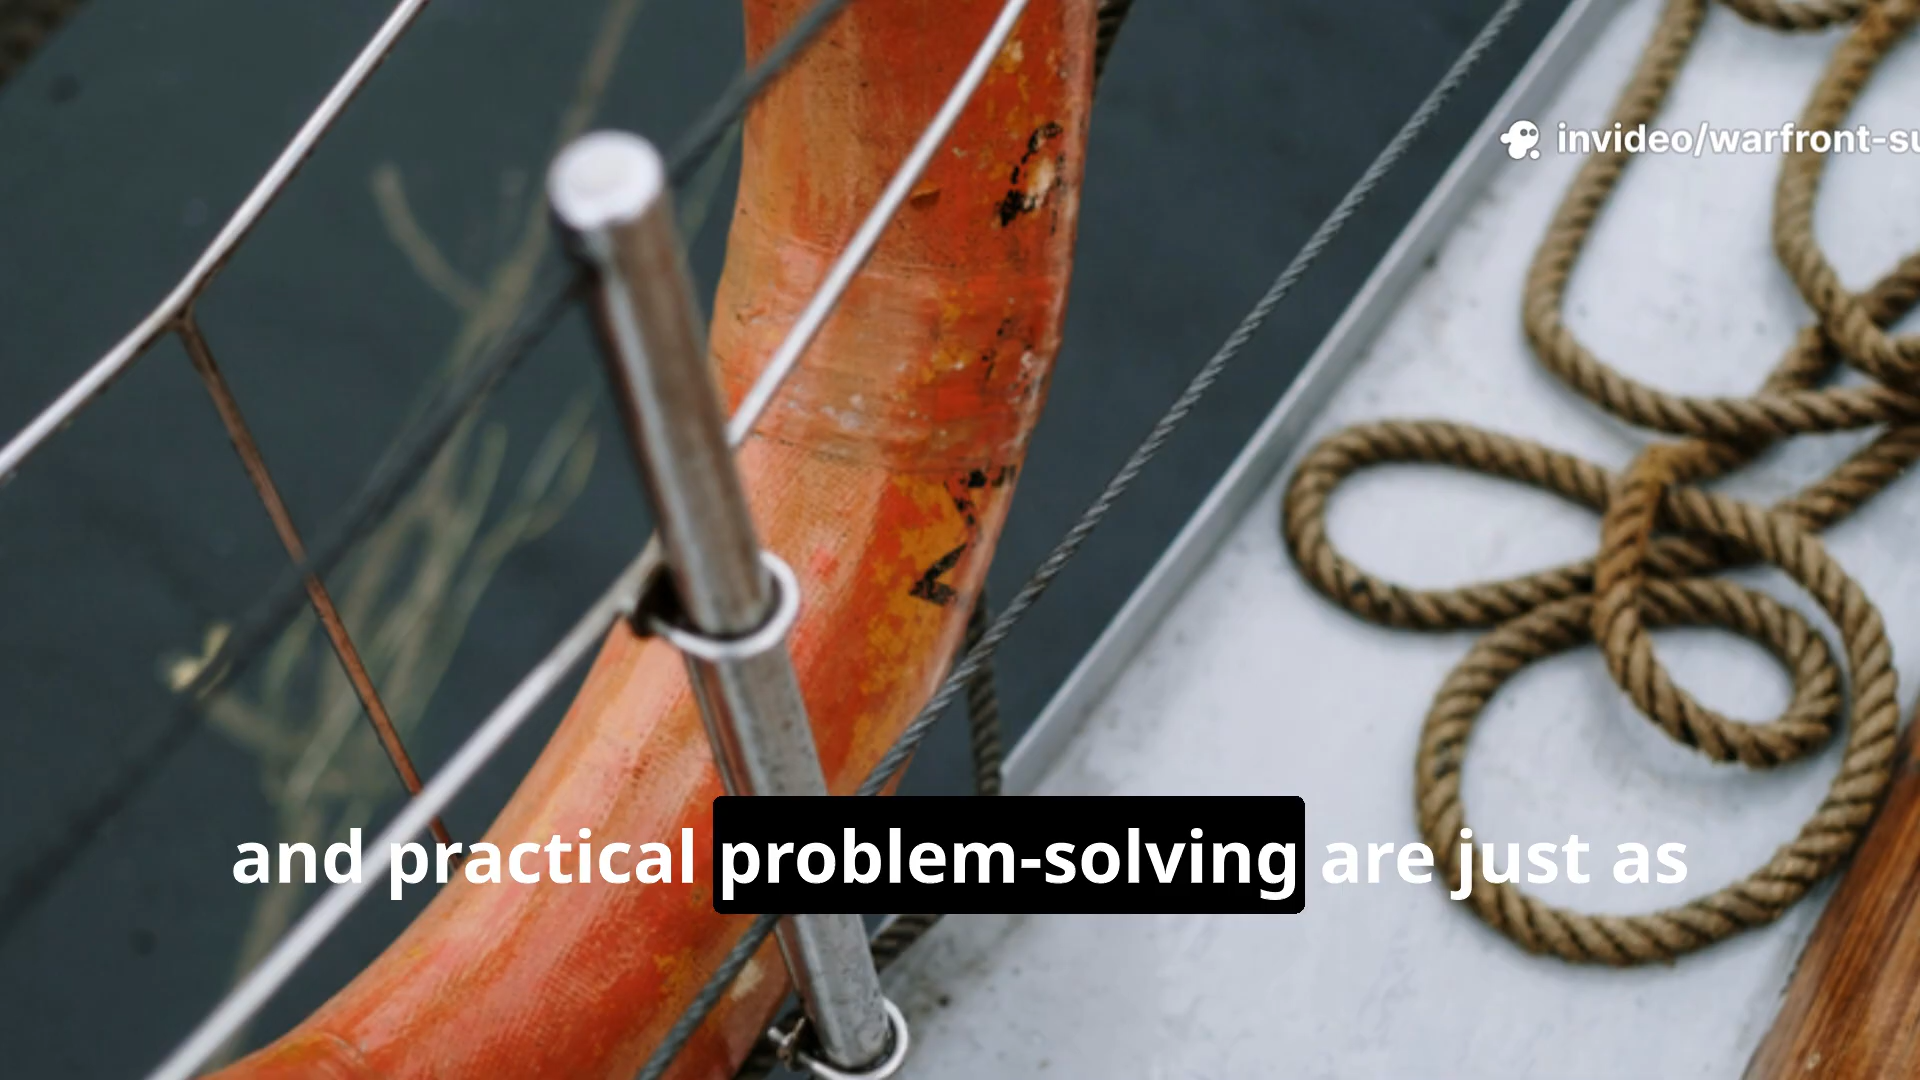 invideo/warfront-su
and practical problem-solving are just as